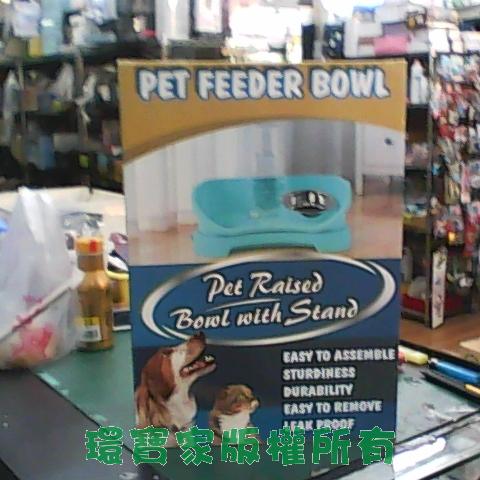 PET FEEDER BOWL
Pet Raised
Bowl with Stand
EASY TO ASSEMBLE
STURDINESS
DURABILITY
EASY TO REMOVE
LEAK PROOF
環寶家版權所有